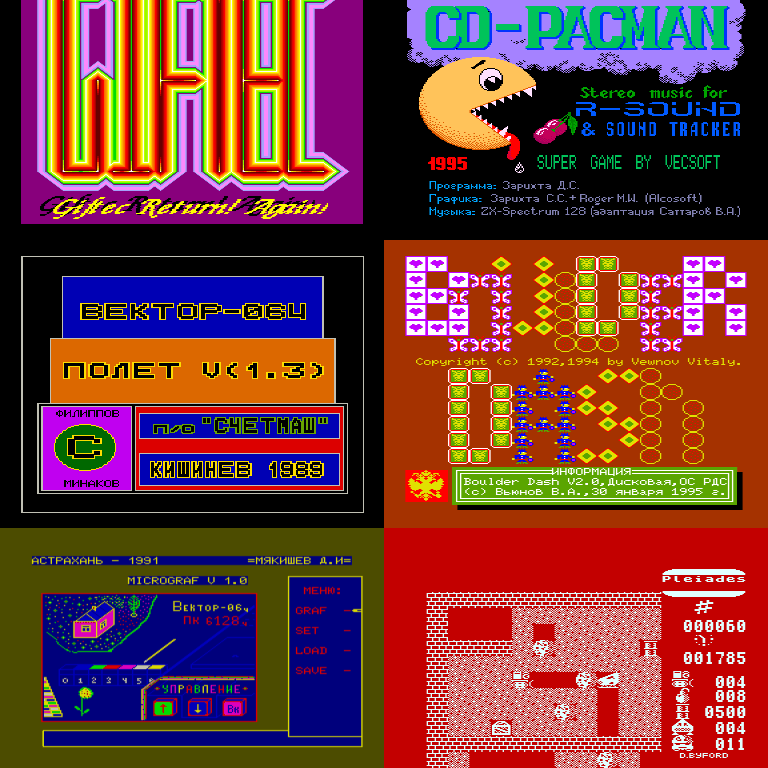 Giftec Return! Again!
CD-PACMAN
Stereo music for
R-SOUND
& SOUND TRACKER
1995
SUPER GAME BY VECSOFT
Программа: Зарихта Д.С.
Графика: Зарихта С.С.+ Roger M.W. (Alcosoft)
Музыка: ZX-Spectrum 128 (адаптация Саттаров В.А.)
ВЕКТОР-06Ц
ПОЛЕТ V(1.3)
ФИЛИППОВ
С
МИНАКОВ
п/о "СЧЕТМАШ"
КИШИНЕВ 1989
Copyright (c) 1992,1994 by Vewnov Vitaly.
ИНФОРМАЦИЯ
Boulder Dash V2.0,Дисковая,ОС РДС
(c) Вьюнов В.А.,30 января 1995 г.
АСТРАХАНЬ - 1991 =МЯКИШЕВ Д.И=
MICROGRAF V 1.0
Вектор-06ц
ПК 6128ц
0 1 2 3 4 5 6
УПРАВЛЕНИЕ
Вк
МЕНЮ:
GRAF -
SET -
LOAD -
SAVE -
Pleiades
#
000060
001785
004
008
0500
004
011
D.BYFORD